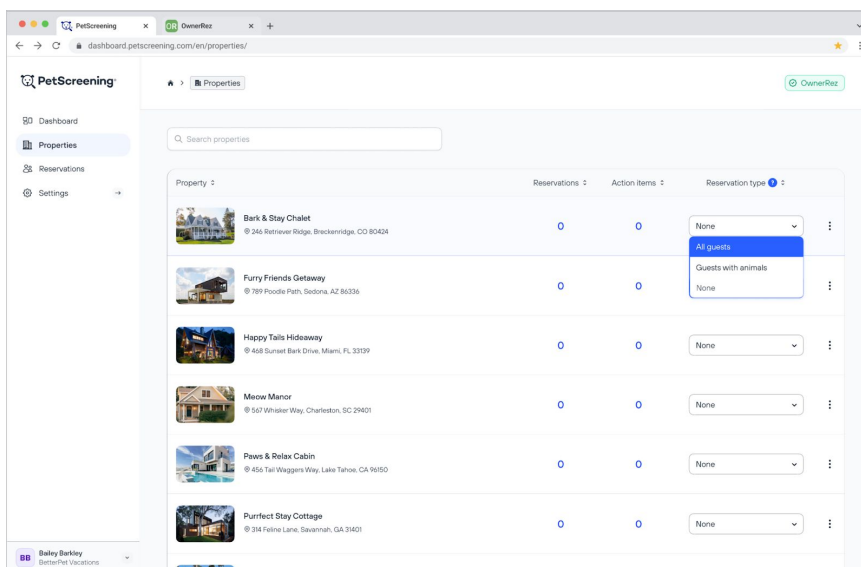 PetScreening
OR OwnerRez
dashboard.petscreening.com/en/properties/
PetScreening
Properties
OwnerRez
Dashboard
Properties
Reservations
Settings
Search properties
Property Reservations Action items Reservation type ?
Bark & Stay Chalet
246 Retriever Ridge, Breckenridge, CO 80424
0 0 None
All guests
Guests with animals
None
Furry Friends Getaway
789 Poodle Path, Sedona, AZ 86336
0 0
Happy Tails Hideaway
468 Sunset Bark Drive, Miami, FL 33139
0 0 None
Meow Manor
567 Whisker Way, Charleston, SC 29401
0 0 None
Paws & Relax Cabin
456 Tail Waggers Way, Lake Tahoe, CA 96150
0 0 None
Purrfect Stay Cottage
314 Feline Lane, Savannah, GA 31401
0 0 None
BB Bailey Barkley
BetterPet Vacations